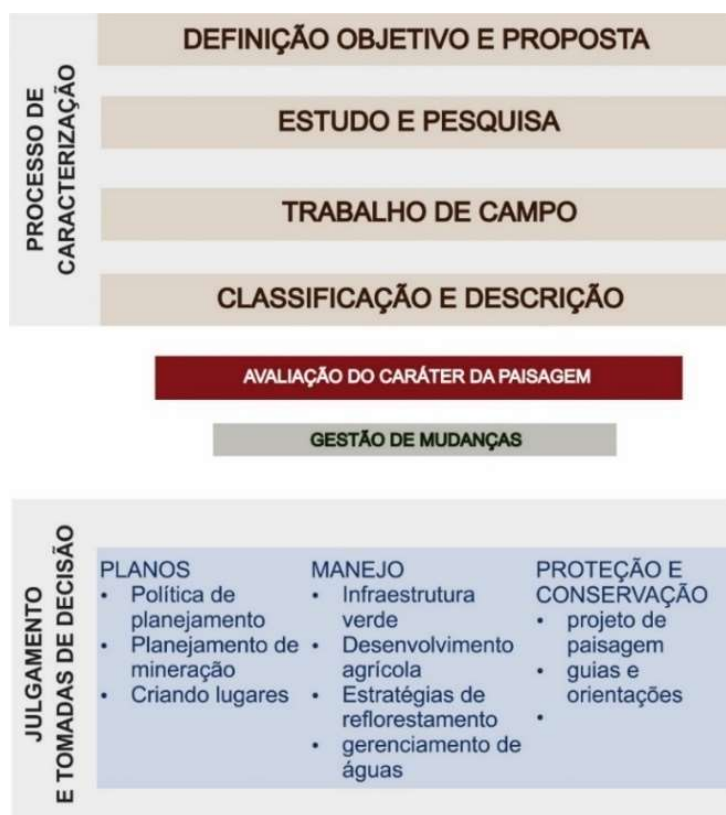 PROCESSO DE
CARACTERIZAÇÃO
DEFINIÇÃO OBJETIVO E PROPOSTA
ESTUDO E PESQUISA
TRABALHO DE CAMPO
CLASSIFICAÇÃO E DESCRIÇÃO
AVALIAÇÃO DO CARÁTER DA PAISAGEM
GESTÃO DE MUDANÇAS
JULGAMENTO
E TOMADAS DE DECISÃO
PLANOS
• Política de
planejamento
• Planejamento de
mineração
• Criando lugares
MANEJO
• Infraestrutura
verde
• Desenvolvimento
agrícola
• Estratégias de
reflorestamento
• gerenciamento de
águas
PROTEÇÃO E
CONSERVAÇÃO
• projeto de
paisagem
• guias e
orientações
•